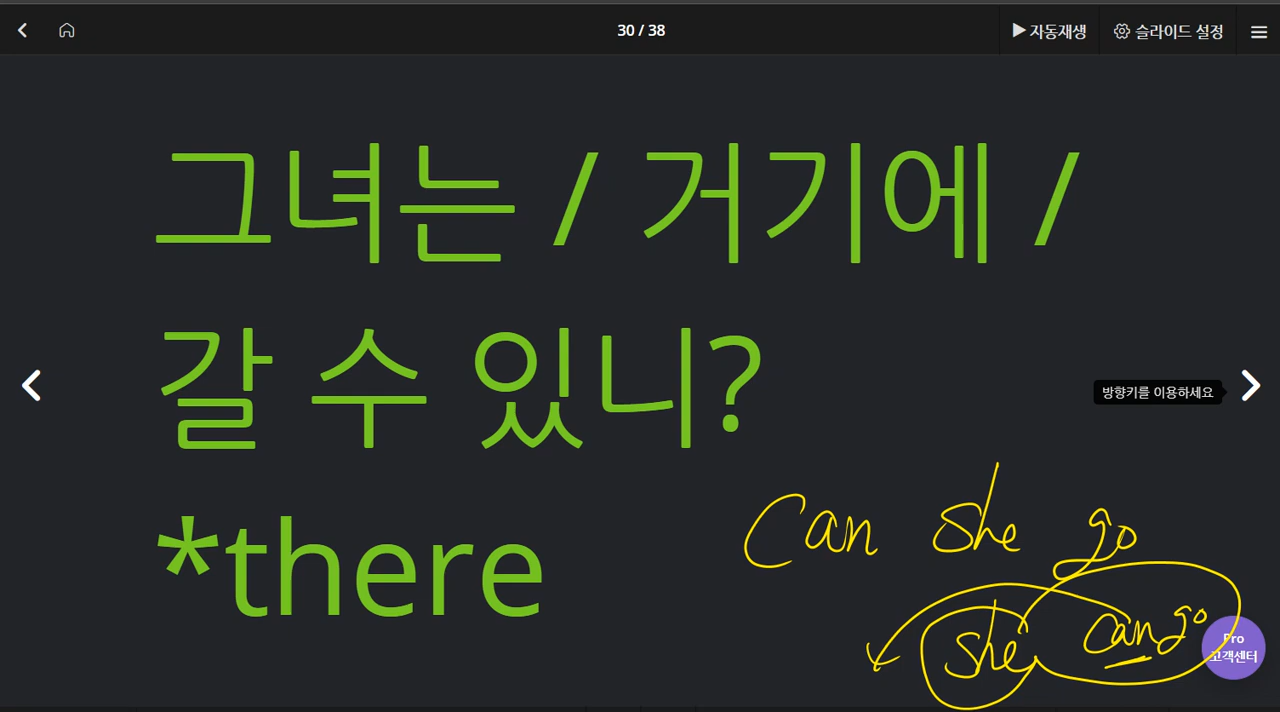 30 / 38
▶ 자동재생
슬라이드 설정
그녀는 / 거기에 /
갈 수 있니?
방향키를 이용하세요
*there
can she go
she can go
Pro
고객센터